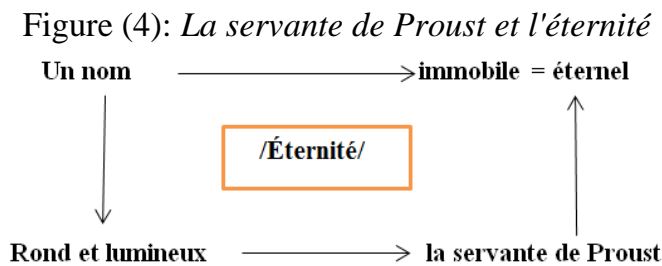 Figure (4): La servante de Proust et l'éternité
Un nom immobile = éternel
/Éternité/
Rond et lumineux la servante de Proust